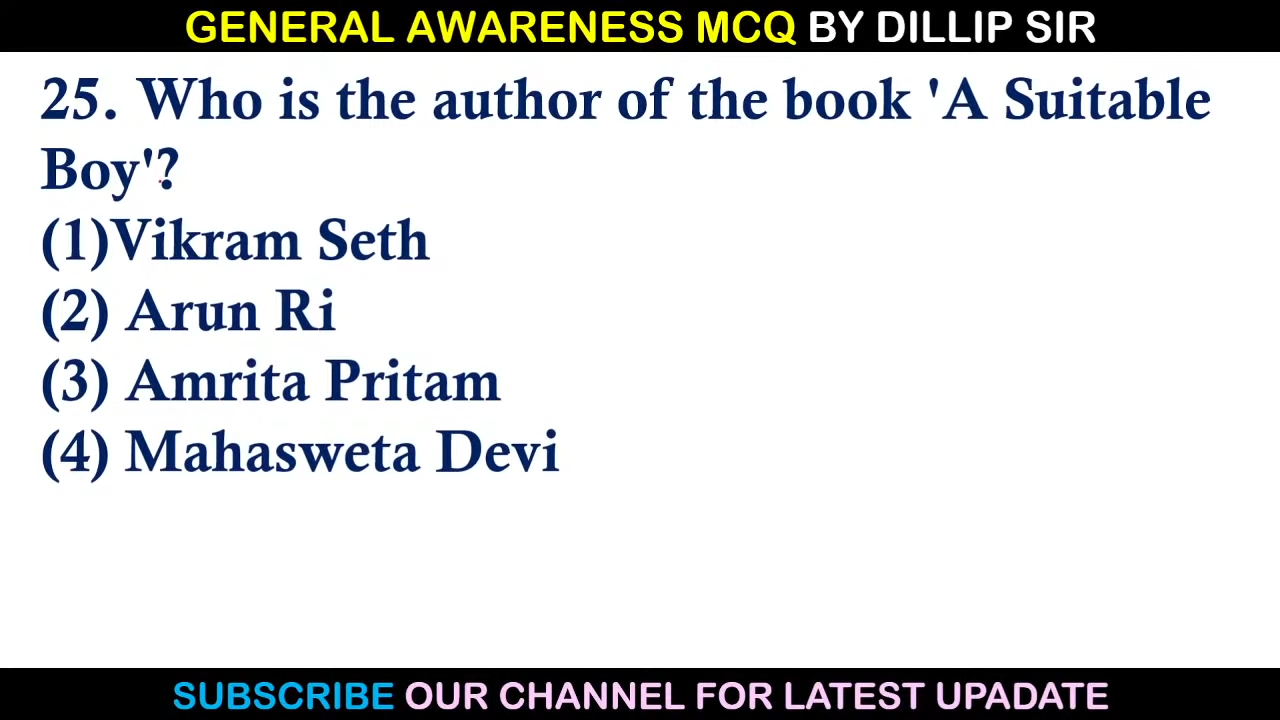 GENERAL AWARENESS MCQ BY DILLIP SIR
25. Who is the author of the book 'A Suitable
Boy'?
(1)Vikram Seth
(2) Arun Ri
(3) Amrita Pritam
(4) Mahasweta Devi
SUBSCRIBE OUR CHANNEL FOR LATEST UPADATE